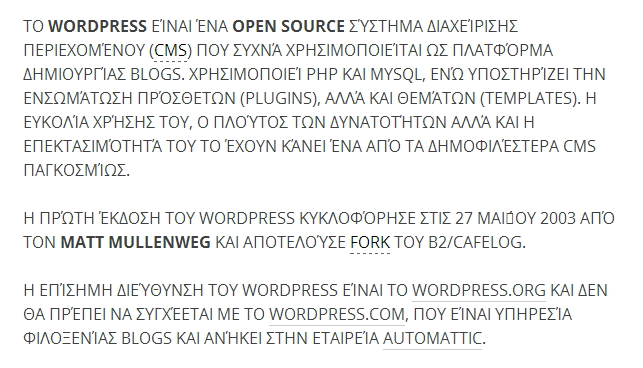 ΤΟ WORDPRESS ΕΊΝΑΙ ΈΝΑ OPEN SOURCE ΣΎΣΤΗΜΑ ΔΙΑΧΕΊΡΙΣΗΣ
ΠΕΡΙΕΧΟΜΈΝΟΥ (CMS) ΠΟΥ ΣΥΧΝΆ ΧΡΗΣΙΜΟΠΟΙΕΊΤΑΙ ΩΣ ΠΛΑΤΦΌΡΜΑ
ΔΗΜΙΟΥΡΓΊΑΣ BLOGS. ΧΡΗΣΙΜΟΠΟΙΕΊ PHP ΚΑΙ MYSQL, ΕΝΏ ΥΠΟΣΤΗΡΊΖΕΙ ΤΗΝ
ΕΝΣΩΜΆΤΩΣΗ ΠΡΌΣΘΕΤΩΝ (PLUGINS), ΑΛΛΆ ΚΑΙ ΘΕΜΆΤΩΝ (TEMPLATES). Η
ΕΥΚΟΛΊΑ ΧΡΉΣΗΣ ΤΟΥ, Ο ΠΛΟΎΤΟΣ ΤΩΝ ΔΥΝΑΤΟΤΉΤΩΝ ΑΛΛΆ ΚΑΙ Η
ΕΠΕΚΤΑΣΙΜΌΤΗΤΆ ΤΟΥ ΤΟ ΈΧΟΥΝ ΚΆΝΕΙ ΈΝΑ ΑΠΌ ΤΑ ΔΗΜΟΦΙΛΈΣΤΕΡΑ CMS
ΠΑΓΚΟΣΜΊΩΣ.
Η ΠΡΏΤΗ ΈΚΔΟΣΗ ΤΟΥ WORDPRESS ΚΥΚΛΟΦΌΡΗΣΕ ΣΤΙΣ 27 2003 ΑΠΌ
ΤΟΝ MATT MULLENWEG ΚΑΙ ΑΠΟΤΕΛΟΎΣΕ FORK ΤΟΥ B2/CAFELOG.
Η ΕΠΊΣΗΜΗ ΔΙΕΎΘΥΝΣΗ ΤΟΥ WORDPRESS ΕΊΝΑΙ ΤΟ WORDPRESS.ORG ΚΑΙ ΔΕΝ
ΘΑ ΠΡΈΠΕΙ ΝΑ ΣΥΓΧΈΕΤΑΙ ΜΕ ΤΟ WORDPRESS.COM, ΠΟΥ ΕΊΝΑΙ ΥΠΗΡΕΣΊΑ
ΦΙΛΟΞΕΝΊΑΣ BLOGS ΚΑΙ ΑΝΉΚΕΙ ΣΤΗΝ ΕΤΑΙΡΕΊΑ AUTOMATTIC.